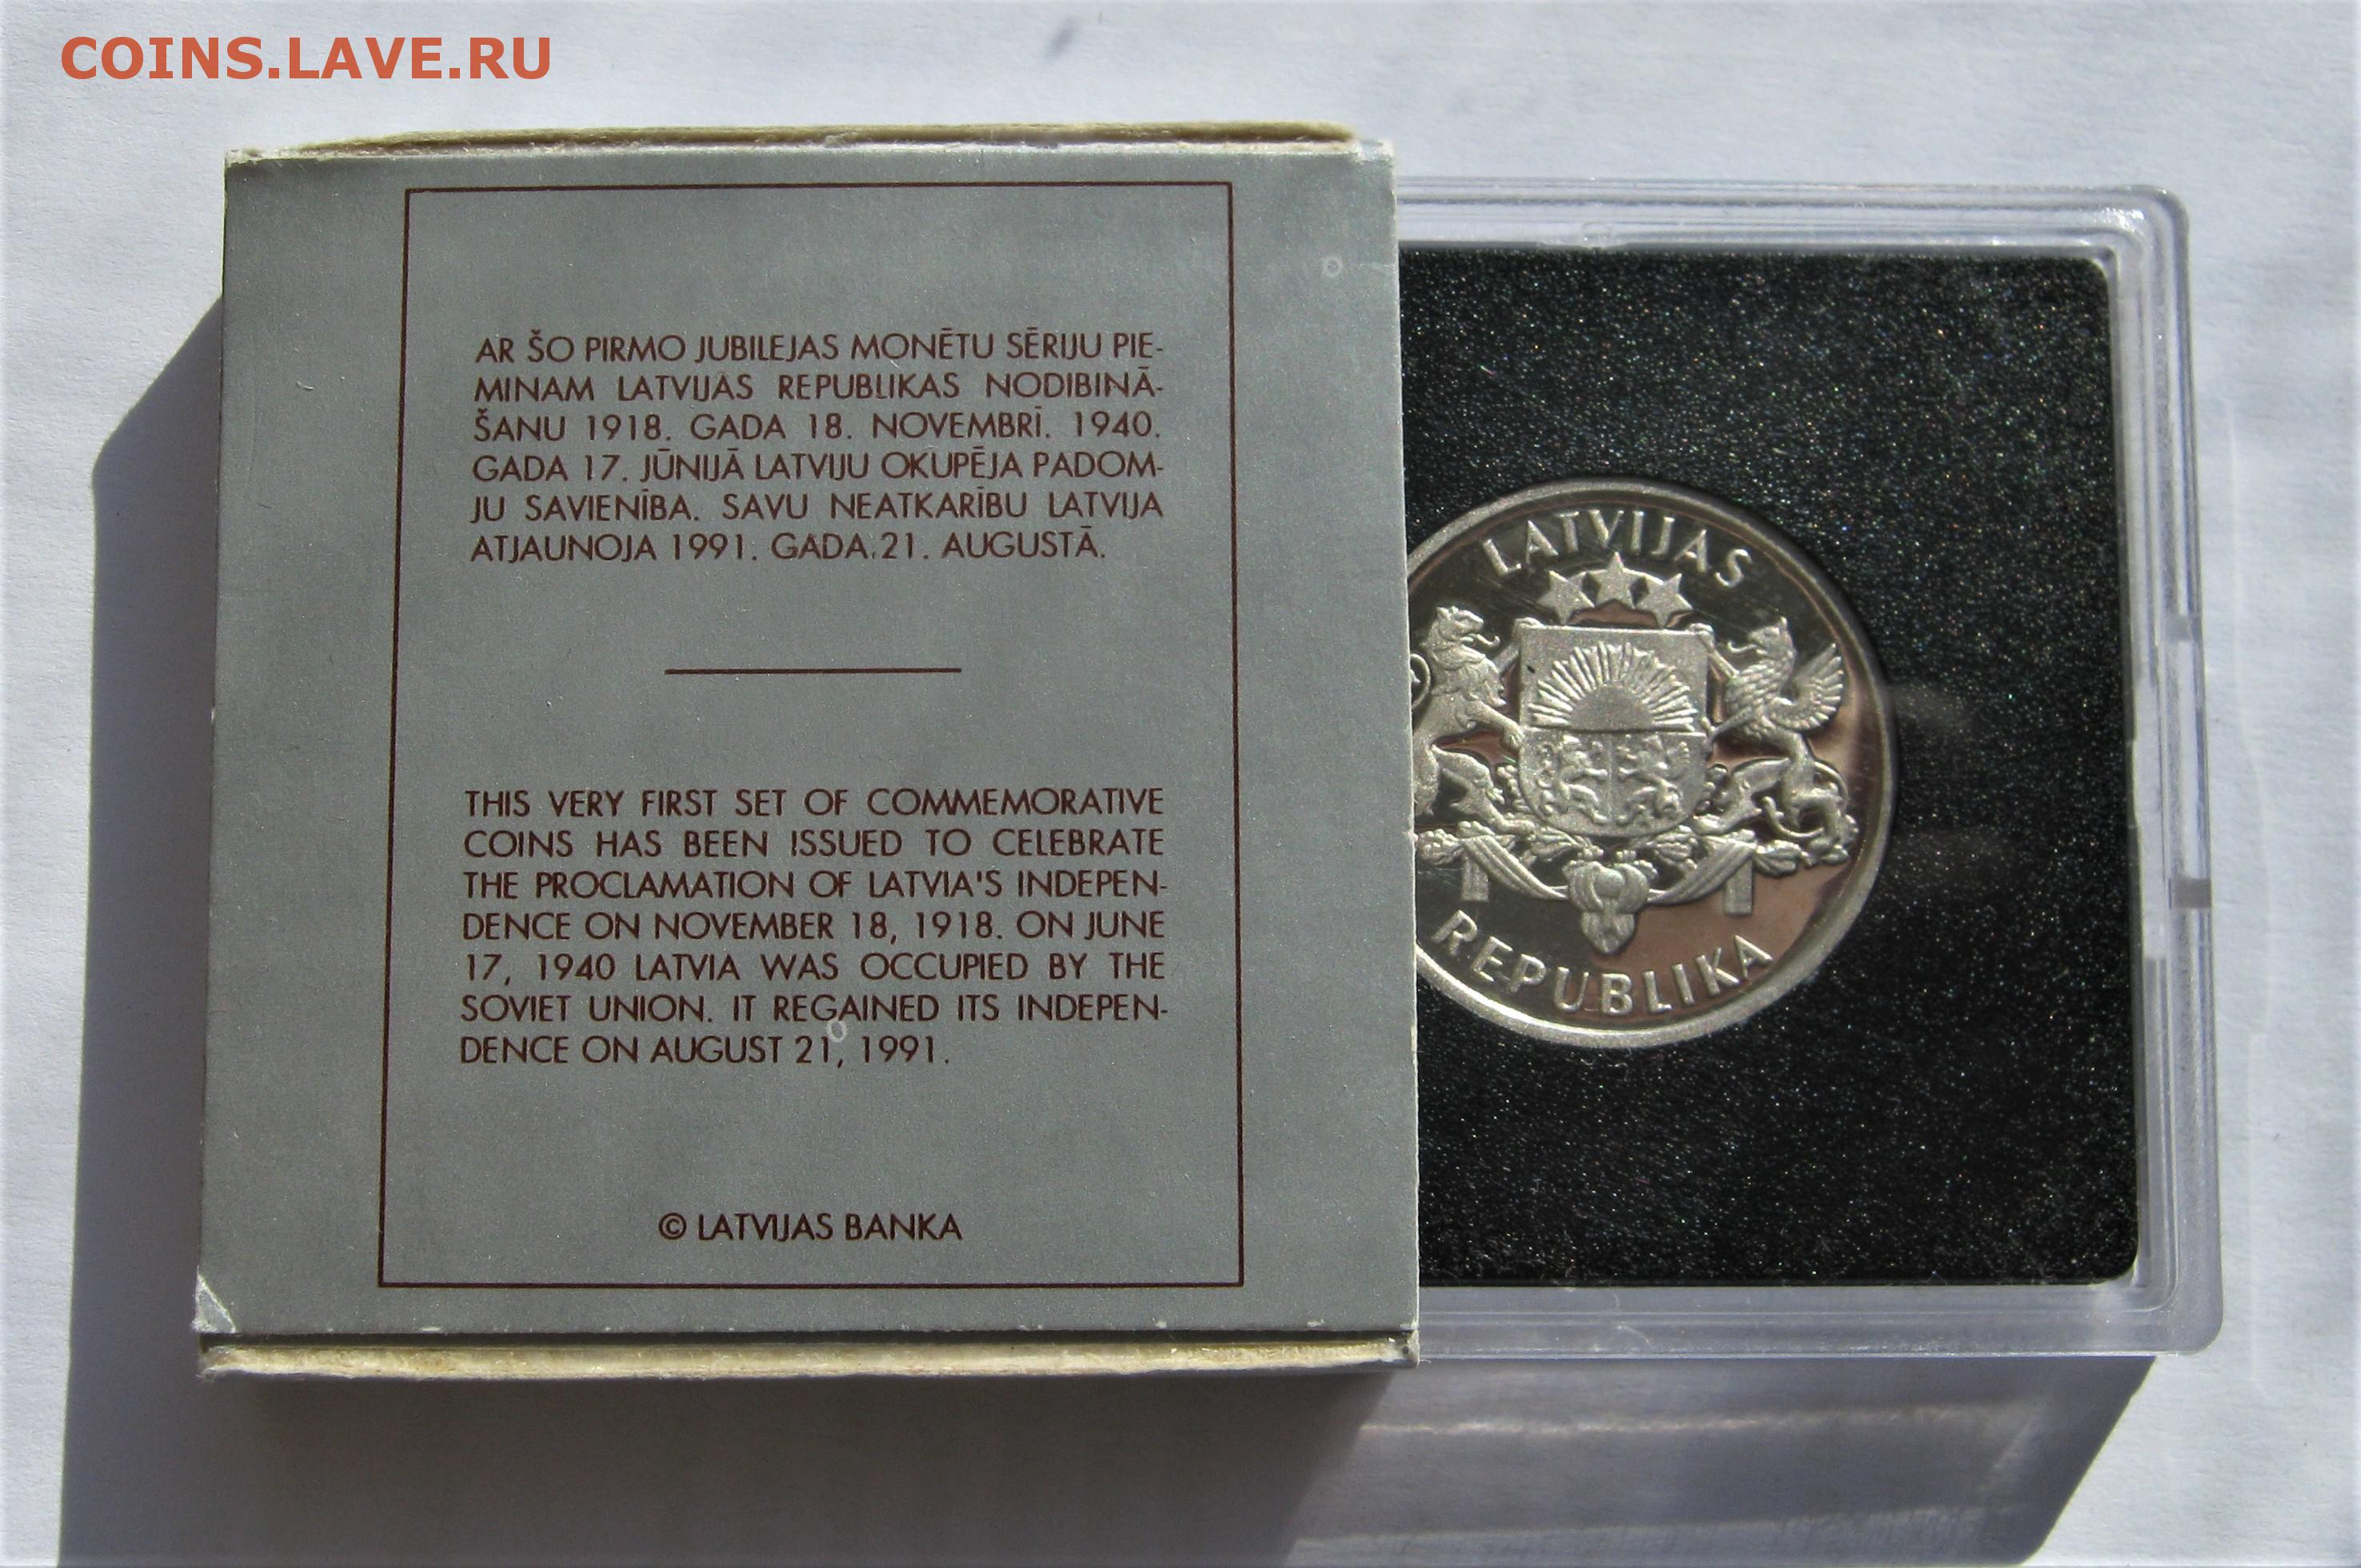 COINS.LAVE.RU
AR ŠO PIRMO JUBILEJAS MONĒTU SĒRIJU PIE-
MINAM LATVIJAS REPUBLIKAS NODIBINĀ-
ŠANU 1918. GADA 18. NOVEMBRĪ. 1940.
GADA 17. JŪNIJĀ LATVIJU OKUPĒJA PADOM-
JU SAVIENĪBA. SAVU NEATKARĪBU LATVIJA
ATJAUNOJA 1991. GADA 21. AUGUSTĀ.
THIS VERY FIRST SET OF COMMEMORATIVE
COINS HAS BEEN ISSUED TO CELEBRATE
THE PROCLAMATION OF LATVIA'S INDEPEN-
DENCE ON NOVEMBER 18, 1918. ON JUNE
17, 1940 LATVIA WAS OCCUPIED BY THE
SOVIET UNION. IT REGAINED ITS INDEPEN-
DENCE ON AUGUST 21, 1991.
© LATVIJAS BANKA
LATVIJAS
REPUBLIKA